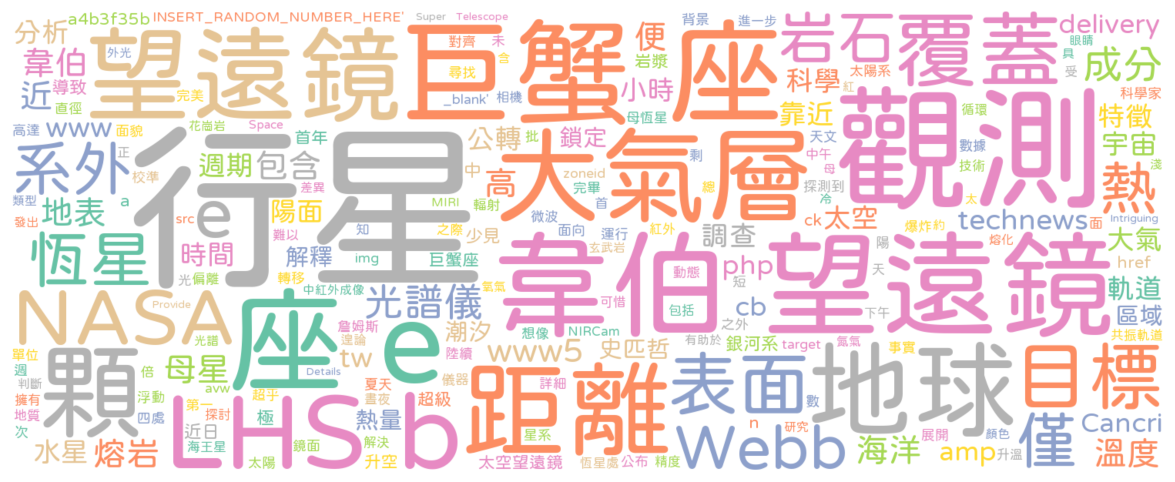 分析 a4b3f35b INSERT_RANDOM_NUMBER_HERE' Super Telescope 背景 進一步 岩石 覆蓋 delivery
韋伯 外光 望遠鏡 巨蟹座 對齊 未 便 眼睛 具
近 導致 直徑 完美 尋找 含 岩漿 科學 太陽系 紅 受 成分
www 高達 面貌 花崗岩 Space _blank' 相機 小時 母恆星 靠近 觀測 循環 特徵 科學家
系外 正 校準 行星 首年 公轉 批 鎖定 天文 數據 宇宙
類型 週期 包含 中 高 大氣層 剩 中午 母 技術 淺
地表 a 發出 src e 差異 陽面 MIRI 輻射 zoneid 完畢 首 總 探測到 冷 太 熱
恆星 時間 難以 解釋 知 之際 少見 微波 面向 運行 ck 太空 爆炸約 technews 面 Intriguing
光 偏離 轉移 img 巨蟹座 玄武岩 紅外 調查 陽 熔化 大氣
NASA Provide 座 e 中紅外成像 光譜儀 氧氣 韋伯 望遠鏡 動態 php 短 天 href 軌道
光譜 詹姆斯 潮汐 想像 NIRCam 可惜 包括 cb 之外 下午 區域
單位 顆 母星 遑論 tw 陸續 www5 史匹哲 有助於 銀河系 target 氮氣 事實 共振軌道
週 判斷 倍 avw Details 夏天 儀器 距離 詳細 表面 地球 目標
擁有 浮動 第一 超乎 晝夜 超級 數
地質 四處 探討 極 熱量 星系 n 研究 展開 顏色 僅 Cancri
次 近日 LHS b 解決 Webb
水星 熔岩 海王星 太陽 鏡面 升空 太空望遠鏡 恆星處 公布 精度 海洋 amp 升溫 溫度